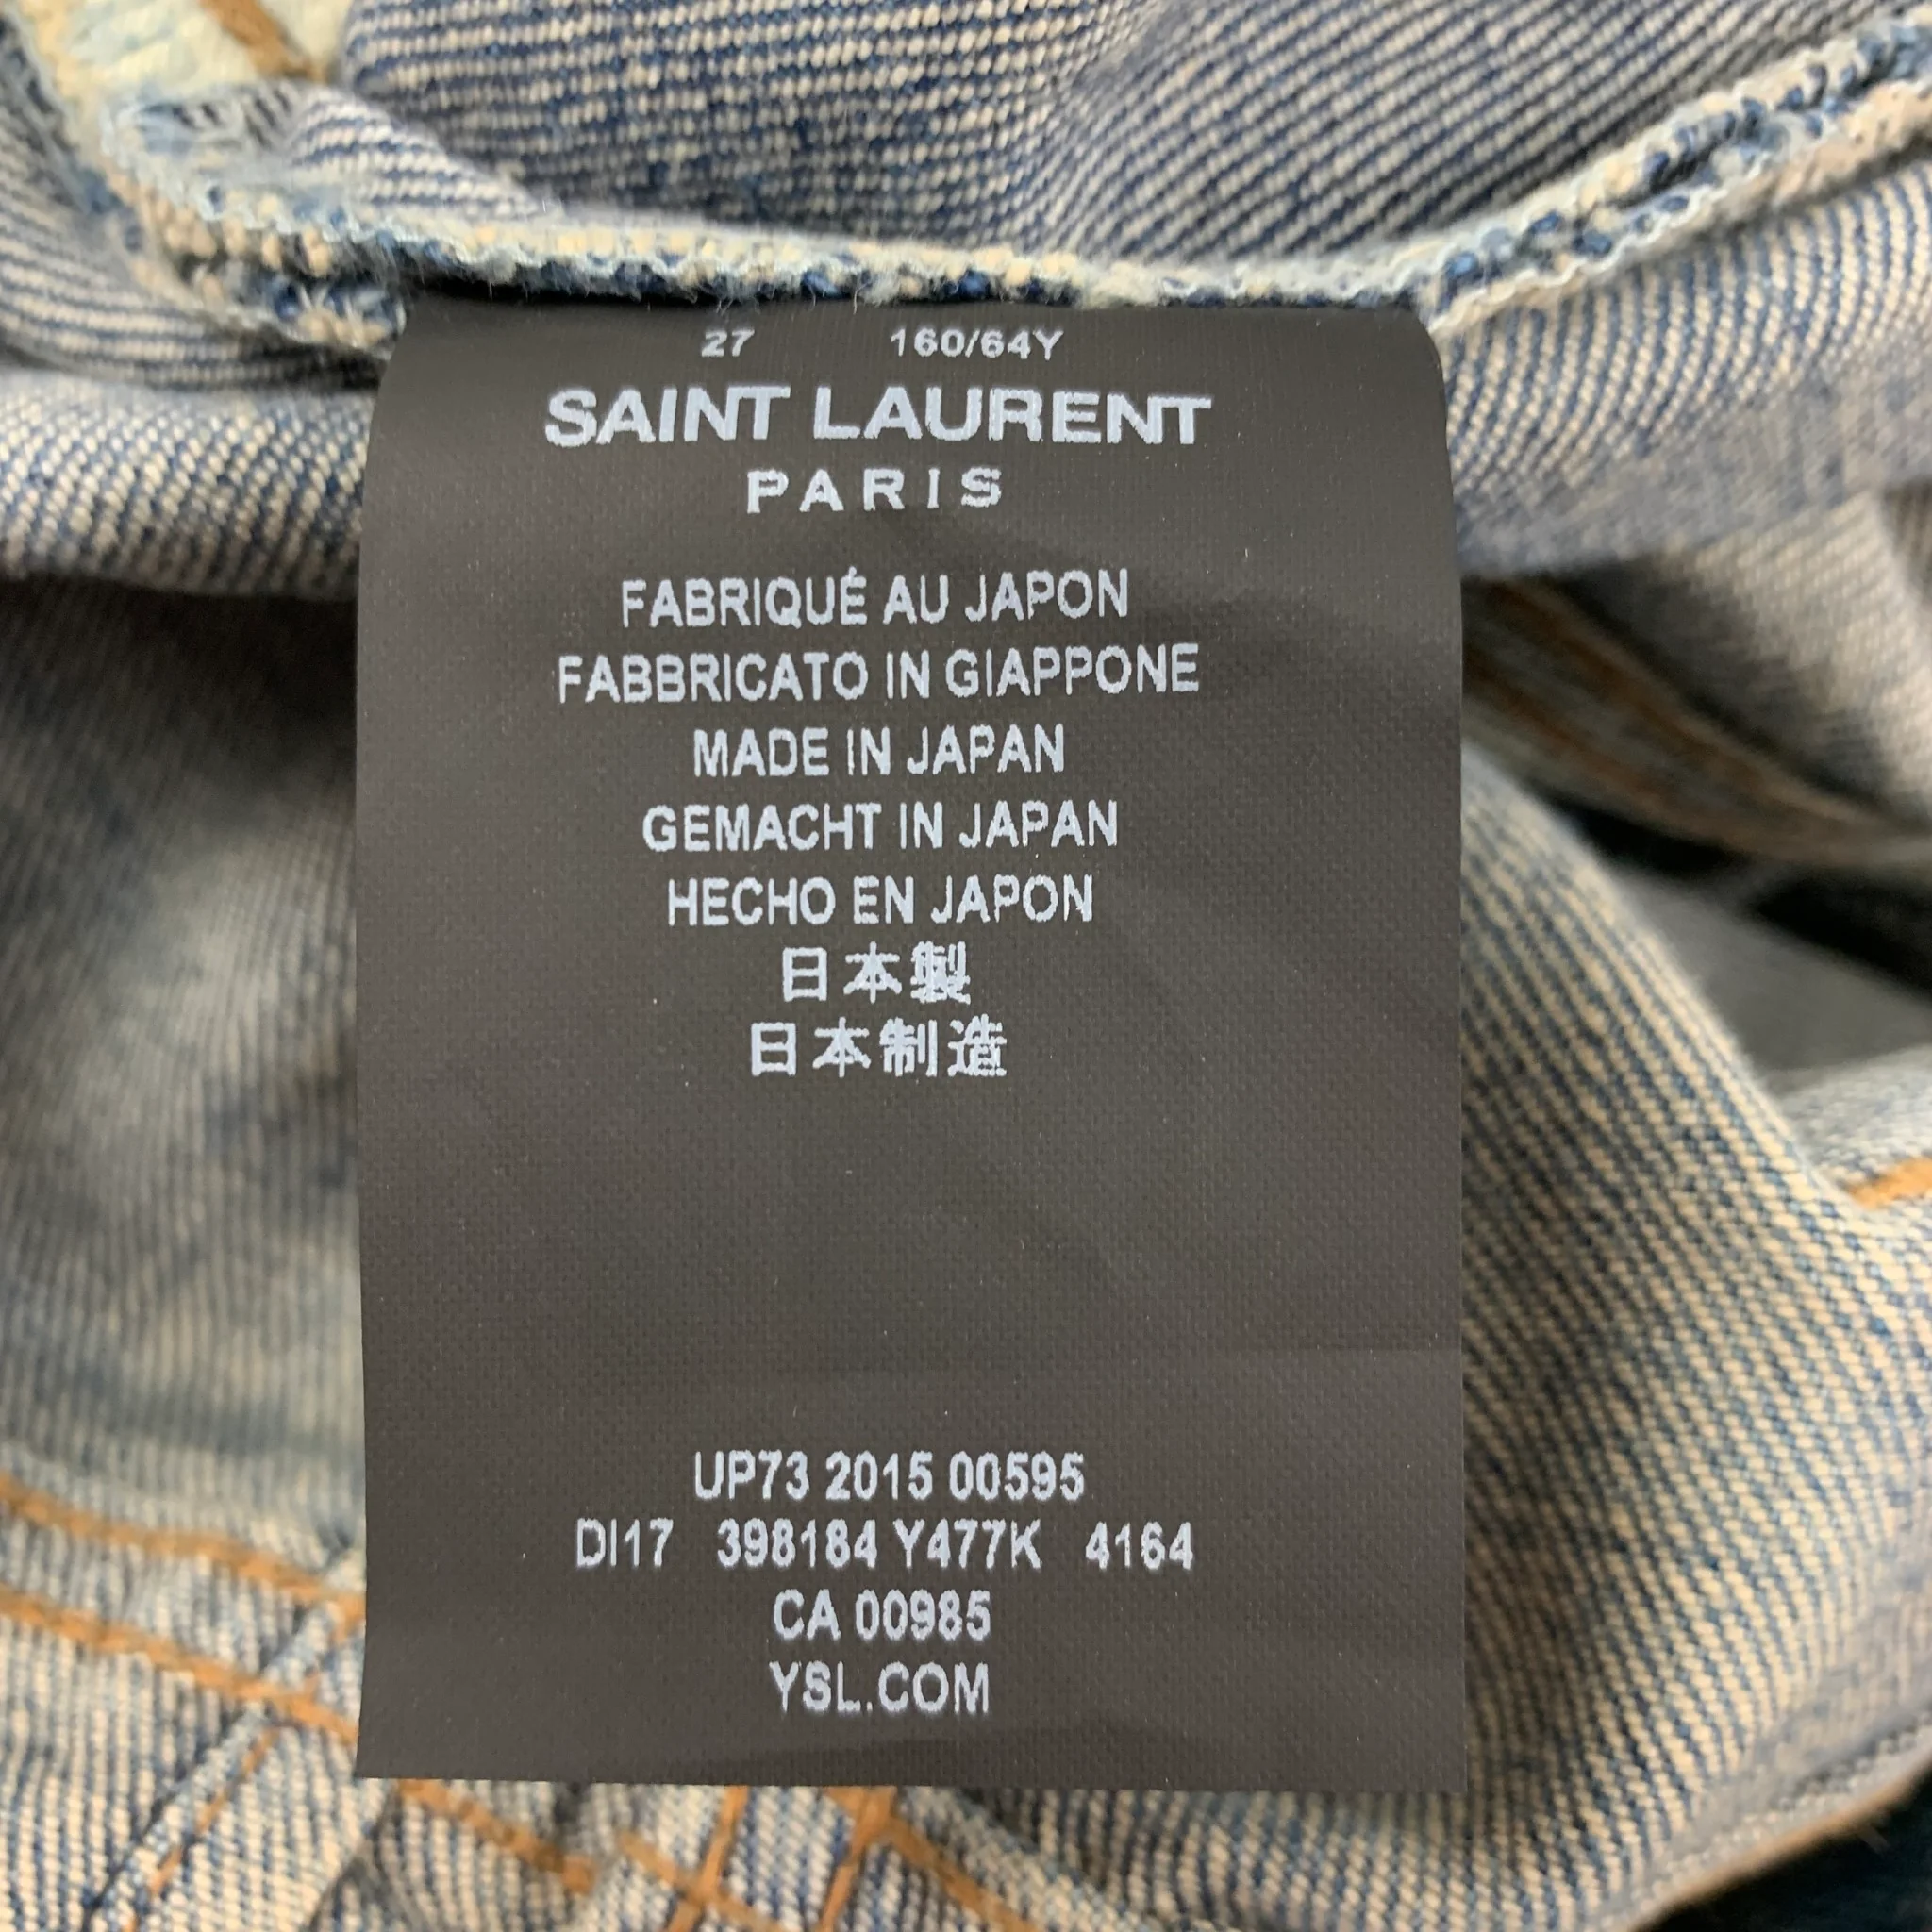 27 160/64Y
SAINT LAURENT
PARIS
FABRIQUÉ AU JAPON
FABBRICATO IN GIAPPONE
MADE IN JAPAN
GEMACHT IN JAPAN
HECHO EN JAPON
日本製
日本制造
UP73 2015 00595
DI17 398184 Y477K 4164
CA 00985
YSL.COM